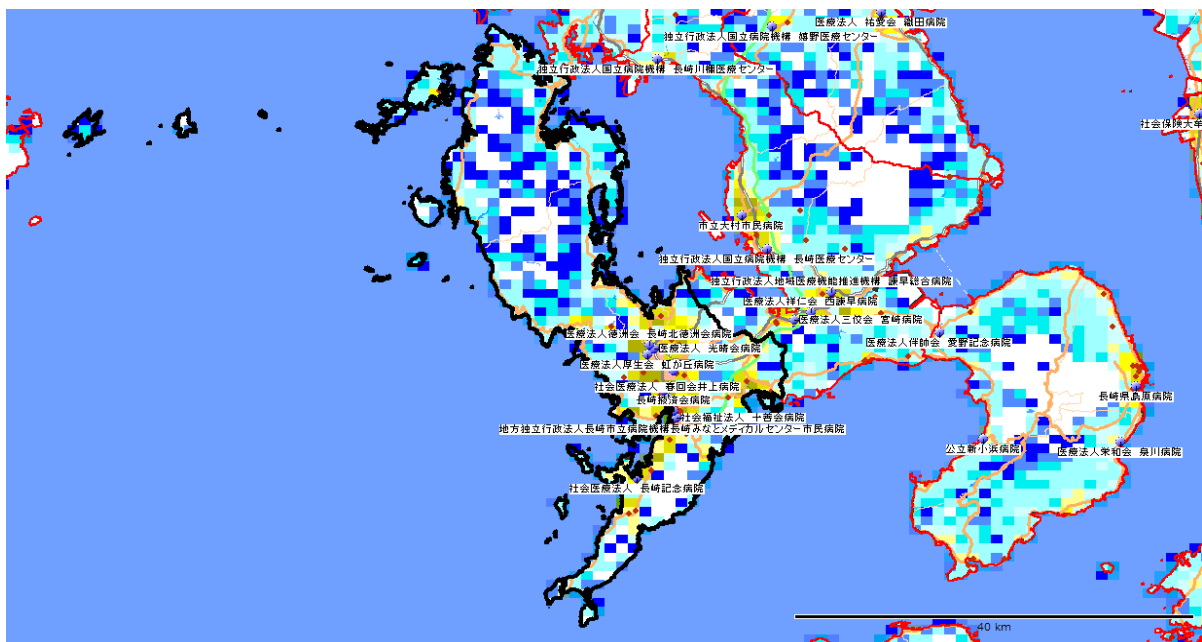 医療法人 祐愛会 織田病院
独立行政法人国立病院機構 嬉野医療センター
独立行政法人国立病院機構 長崎川棚医療センター
社会保険大牟
市立大村市民病院
独立行政法人国立病院機構 長崎医療センター
独立行政法人地域医療機能推進機構 諫早総合病院
医療法人祥仁会 西諫早病院
医療法人三佼会 宮崎病院
医療法人徳洲会 長崎北徳洲会病院
医療法人伴帥会 愛野記念病院
医療法人 光晴会病院
医療法人厚生会 虹が丘病院
社会医療法人 春回会井上病院
長崎県島原病院
長崎掖済会病院
社会福祉法人 十善会病院
地方独立行政法人長崎市立病院機構長崎みなとメディカルセンター市民病院
公立新小浜病院
医療法人栄和会 泉川病院
社会医療法人 長崎記念病院
40 km